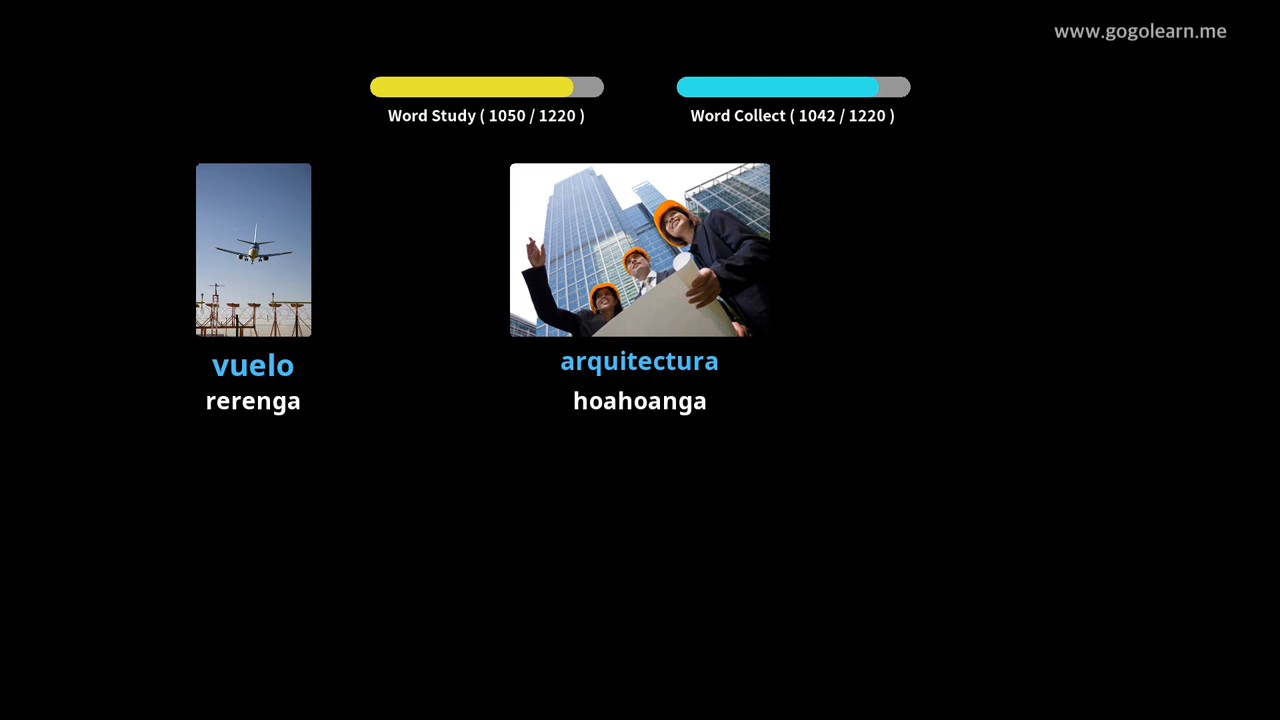 www.gogolearn.me
Word Study ( 1050 / 1220 )
Word Collect ( 1042 / 1220 )
vuelo
rerenga
arquitectura
hoahoanga